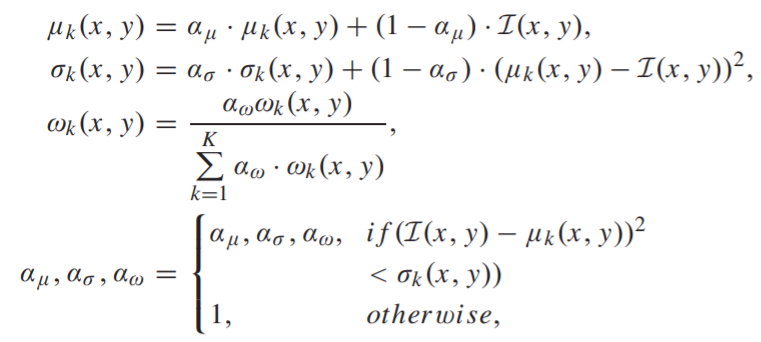 μk(x, y) = αμ · μk(x, y) + (1 − αμ) · I(x, y),
σk(x, y) = ασ · σk(x, y) + (1 − ασ) · (μk(x, y) − I(x, y))²,
ωk(x, y) = αωωk(x, y) / K∑k=1 αω · ωk(x, y),
αμ, ασ, αω = { αμ, ασ, αω, if(I(x, y) − μk(x, y))²
< σk(x, y))
1, otherwise,